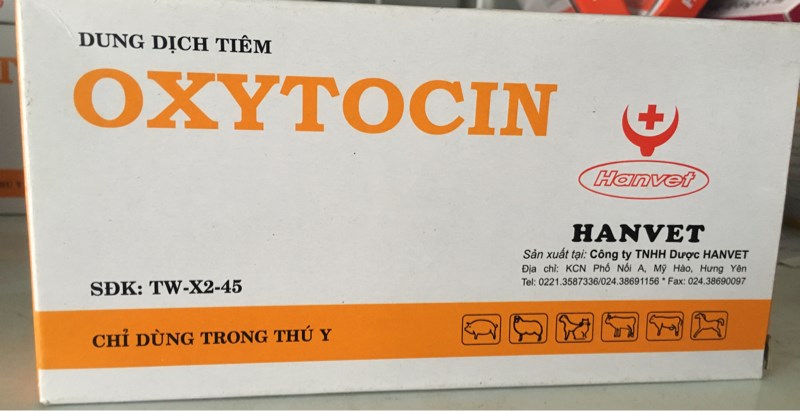 DUNG DỊCH TIÊM
OXYTOCIN
Hanvet
HANVET
Sản xuất tại: Công ty TNHH Dược HANVET
Địa chỉ: KCN Phố Nối A, Mỹ Hào, Hưng Yên
Tel: 0221.3587336/024.38691156 * Fax: 024.38690097
SĐK: TW-X2-45
CHỈ DÙNG TRONG THÚ Y